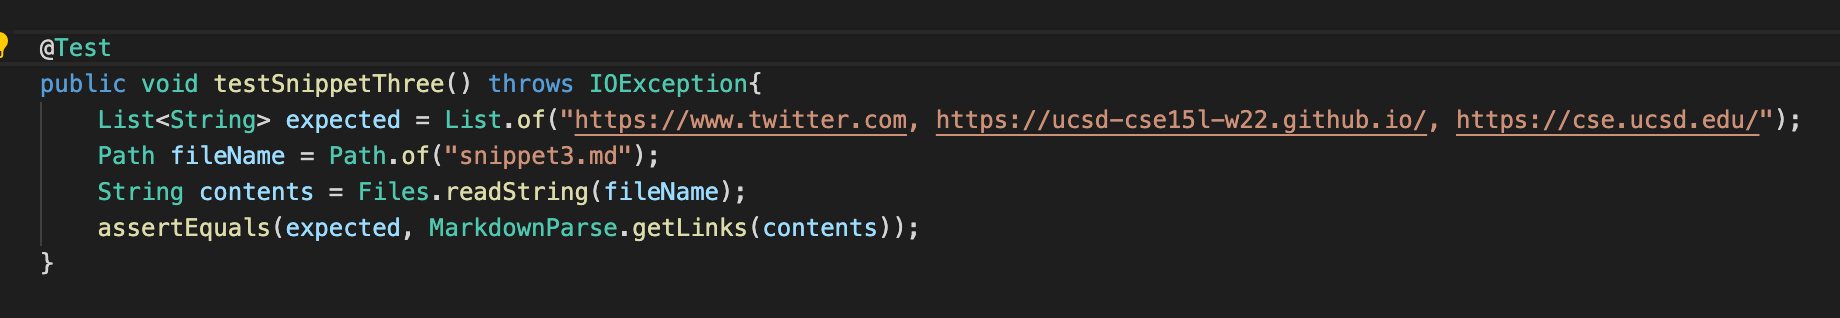 @Test
public void testSnippetThree() throws IOException{
    List<String> expected = List.of("https://www.twitter.com, https://ucsd-cse15l-w22.github.io/, https://cse.ucsd.edu/");
    Path fileName = Path.of("snippet3.md");
    String contents = Files.readString(fileName);
    assertEquals(expected, MarkdownParse.getLinks(contents));
}